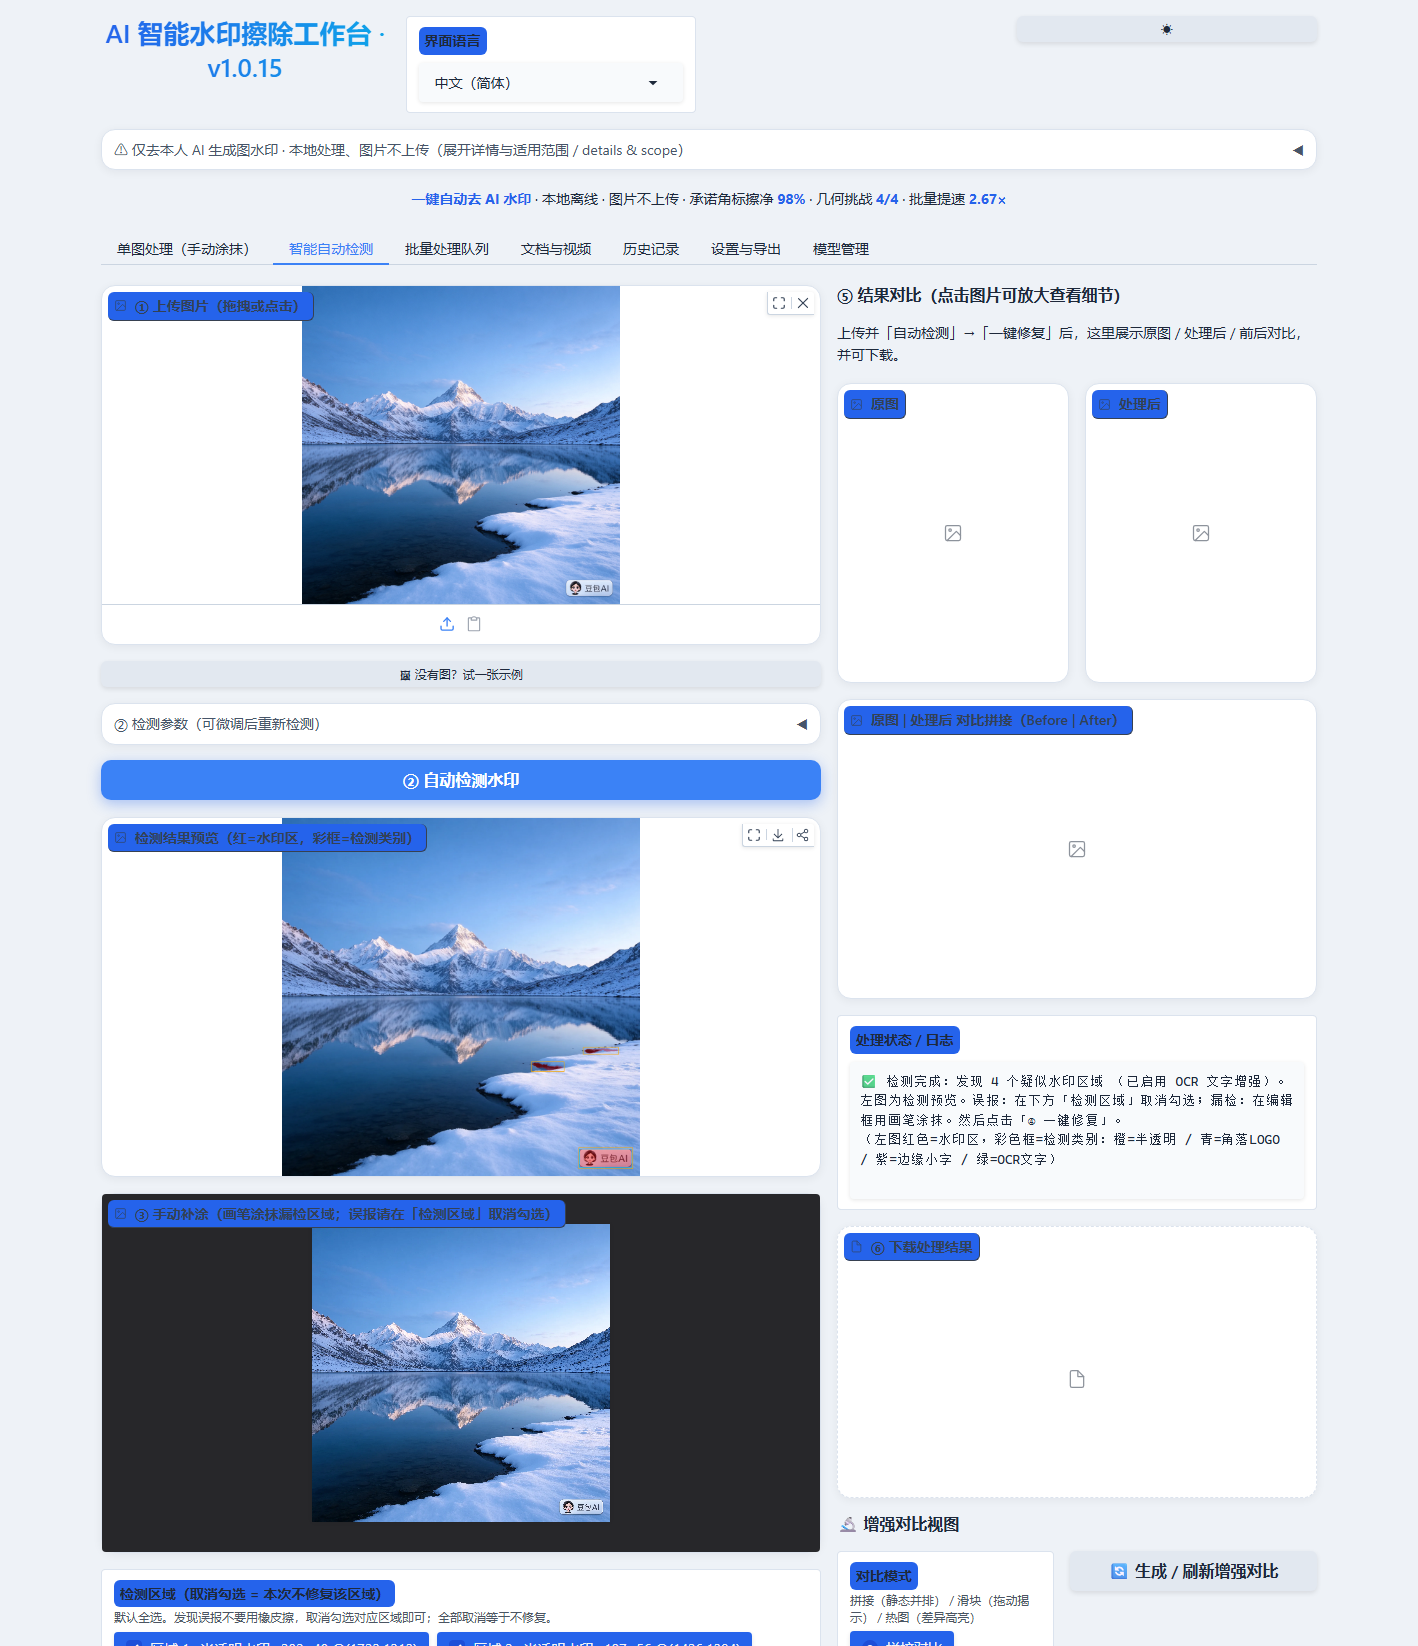 AI 智能水印擦除工作台 ·
v1.0.15
界面语言
中文（简体）
仅去本人 AI 生成图水印 · 本地处理、图片不上传（展开详情与适用范围 / details & scope）
一键自动去 AI 水印 · 本地离线 · 图片不上传 · 承诺角标擦净 98% · 几何挑战 4/4 · 批量提速 2.67×
单图处理（手动涂抹）
智能自动检测
批量处理队列
文档与视频
历史记录
设置与导出
模型管理
① 上传图片（拖拽或点击）
豆包AI
没有图？试一张示例
② 检测参数（可微调后重新检测）
② 自动检测水印
检测结果预览（红=水印区，彩框=检测类别）
豆包AI
③ 手动补涂（画笔涂抹漏检区域；误报请在「检测区域」取消勾选）
豆包AI
检测区域（取消勾选 = 本次不修复该区域）
默认全选。发现误报不要用橡皮擦，取消勾选对应区域即可；全部取消等于不修复。
⑤ 结果对比（点击图片可放大查看细节）
上传并「自动检测」→「一键修复」后，这里展示原图 / 处理后 / 前后对比，
并可下载。
原图
处理后
原图 | 处理后 对比拼接（Before | After）
处理状态 / 日志
✅ 检测完成：发现 4 个疑似水印区域 （已启用 OCR 文字增强）。
左图为检测预览。误报：在下方「检测区域」取消勾选；漏检：在编辑
框用画笔涂抹。然后点击「④ 一键修复」。
（左图红色=水印区，彩色框=检测类别：橙=半透明 / 青=角落LOGO
/ 紫=边缘小字 / 绿=OCR文字）
⑥ 下载处理结果
增强对比视图
对比模式
拼接（静态并排） / 滑块（拖动揭
示） / 热图（差异高亮）
生成 / 刷新增强对比